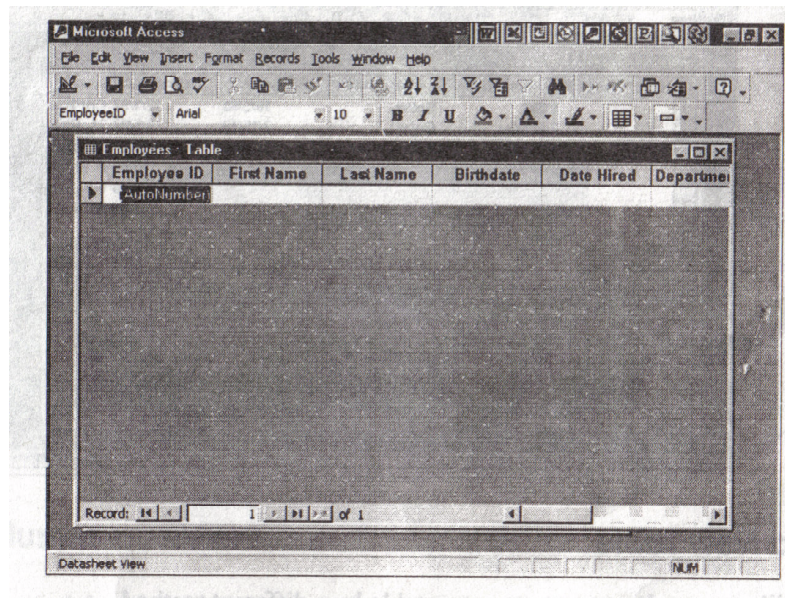 Microsoft Access
File Edit View Insert Format Records Tools Window Help
EmployeeID Arial 10 B I U
Employees : Table
Employee ID First Name Last Name Birthdate Date Hired Departmen
(AutoNumber)
Record: 1 of 1
Datasheet View NUM